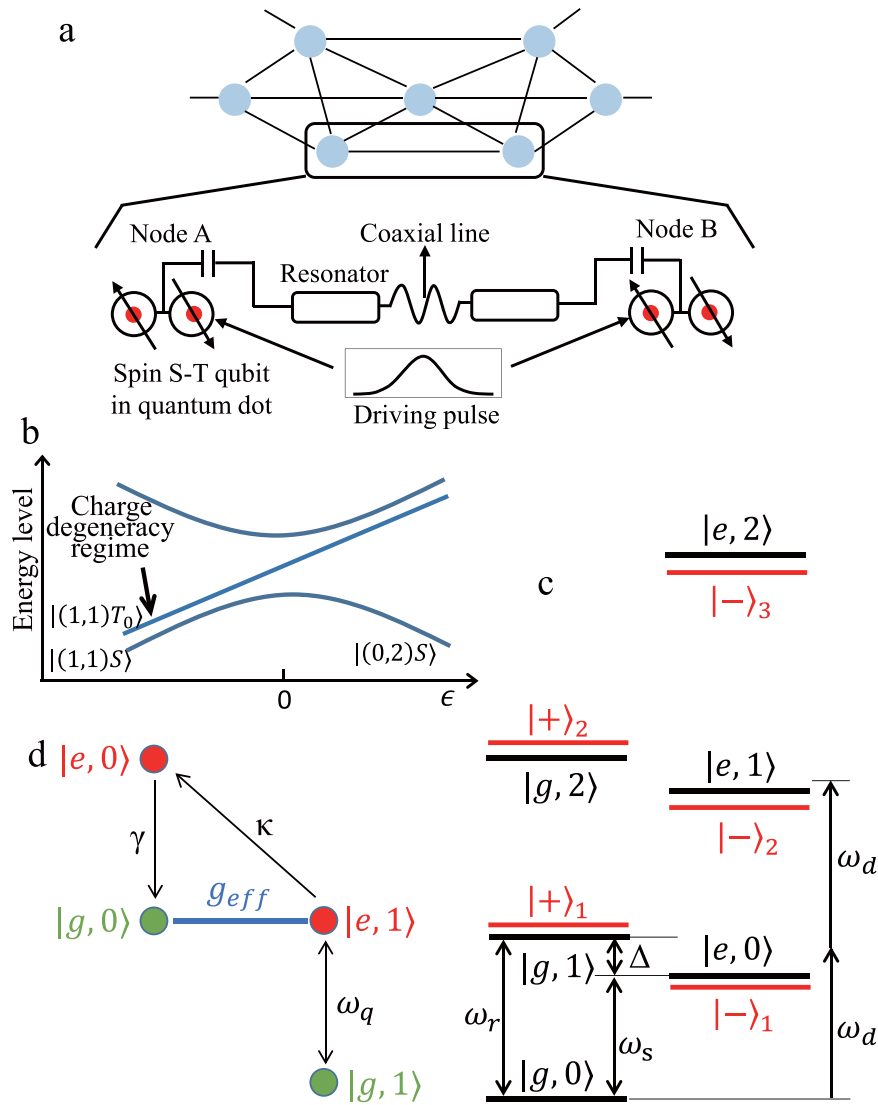 a
Node A
Coaxial line
Node B
Resonator
Spin S-T qubit
in quantum dot
Driving pulse
b
Energy level
Charge
degeneracy
regime
|(1,1)T₀⟩
|(1,1)S⟩
|(0,2)S⟩
0
ϵ
c
|e, 2⟩
|−⟩₃
|+⟩₂
|g, 2⟩
|e, 1⟩
|−⟩₂
ω_d
|+⟩₁
|g, 1⟩
Δ
|e, 0⟩
|−⟩₁
ω_r
ω_s
ω_d
|g, 0⟩
d
|e, 0⟩
γ
κ
g_eff
|g, 0⟩
|e, 1⟩
ω_q
|g, 1⟩